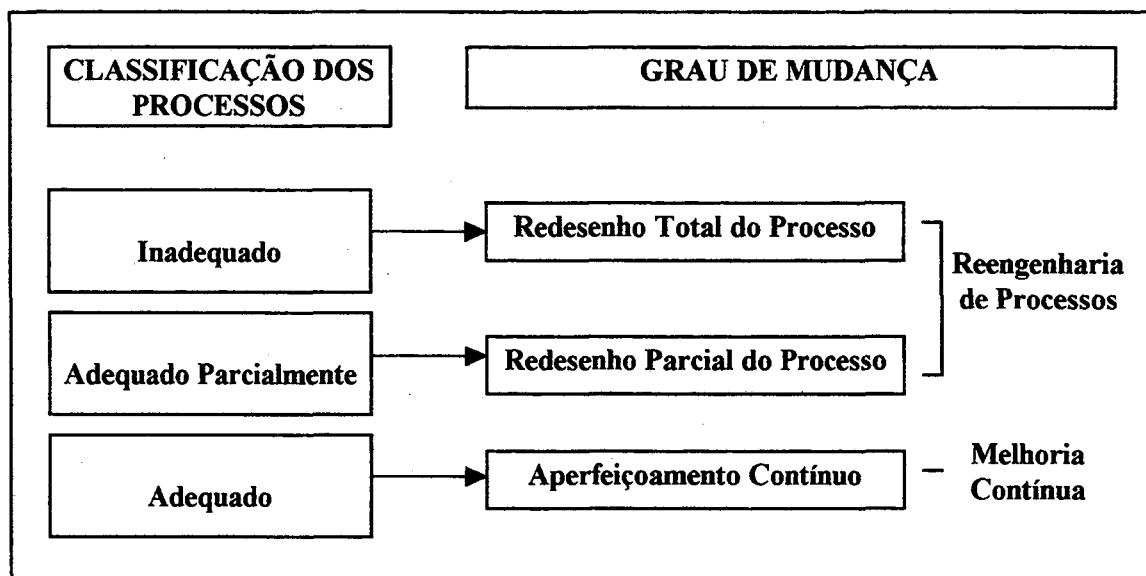 CLASSIFICAÇÃO DOS
PROCESSOS
GRAU DE MUDANÇA
Inadequado
Redesenho Total do Processo
Reengenharia
de Processos
Adequado Parcialmente
Redesenho Parcial do Processo
Adequado
Aperfeiçoamento Contínuo
Melhoria
Contínua